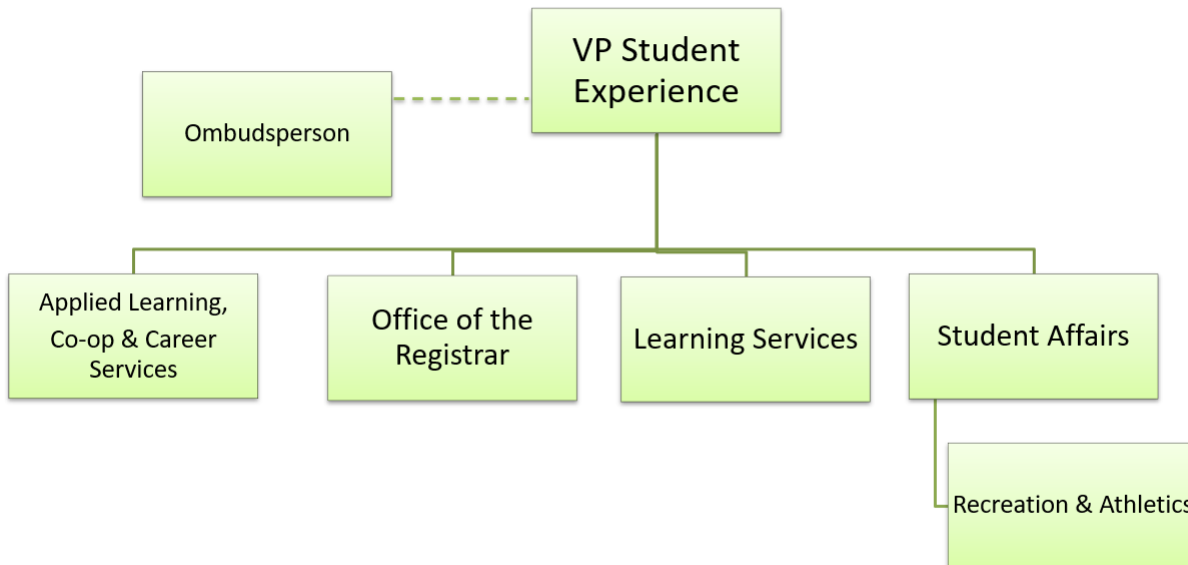 VP Student
Experience
Ombudsperson
Applied Learning,
Co-op & Career
Services
Office of the
Registrar
Learning Services
Student Affairs
Recreation & Athletics